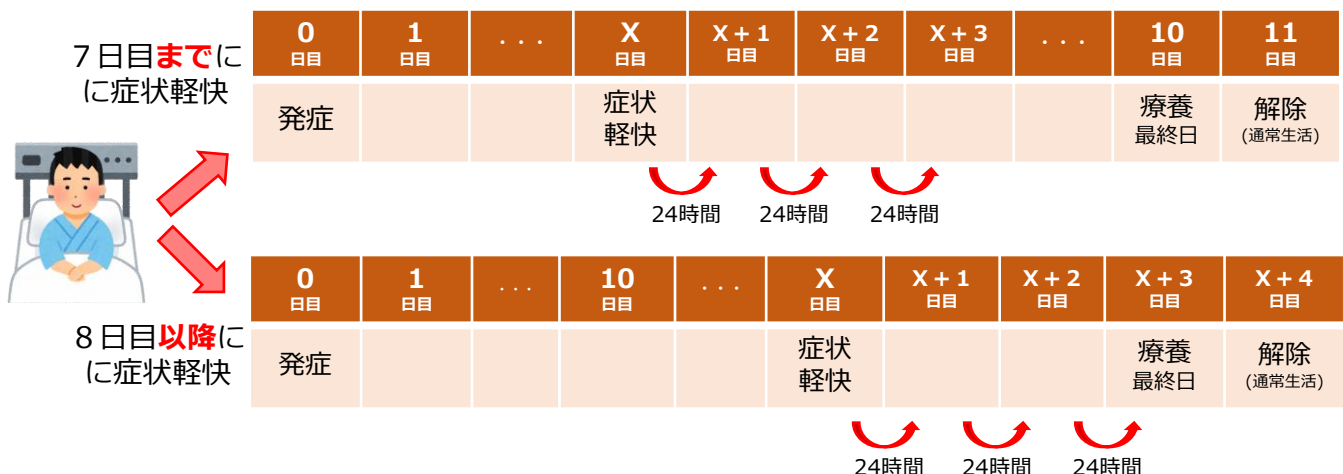 7日目までに
に症状軽快
0 1 . . . X X + 1 X + 2 X + 3 . . . 10 11
日目 日目 日目 日目 日目 日目 日目 日目
発症 症状 療養 解除
軽快 最終日 (通常生活)
24時間 24時間 24時間
8日目以降に
に症状軽快
0 1 . . . 10 . . . X X + 1 X + 2 X + 3 X + 4
日目 日目 日目 日目 日目 日目 日目 日目
発症 症状 療養 解除
軽快 最終日 (通常生活)
24時間 24時間 24時間